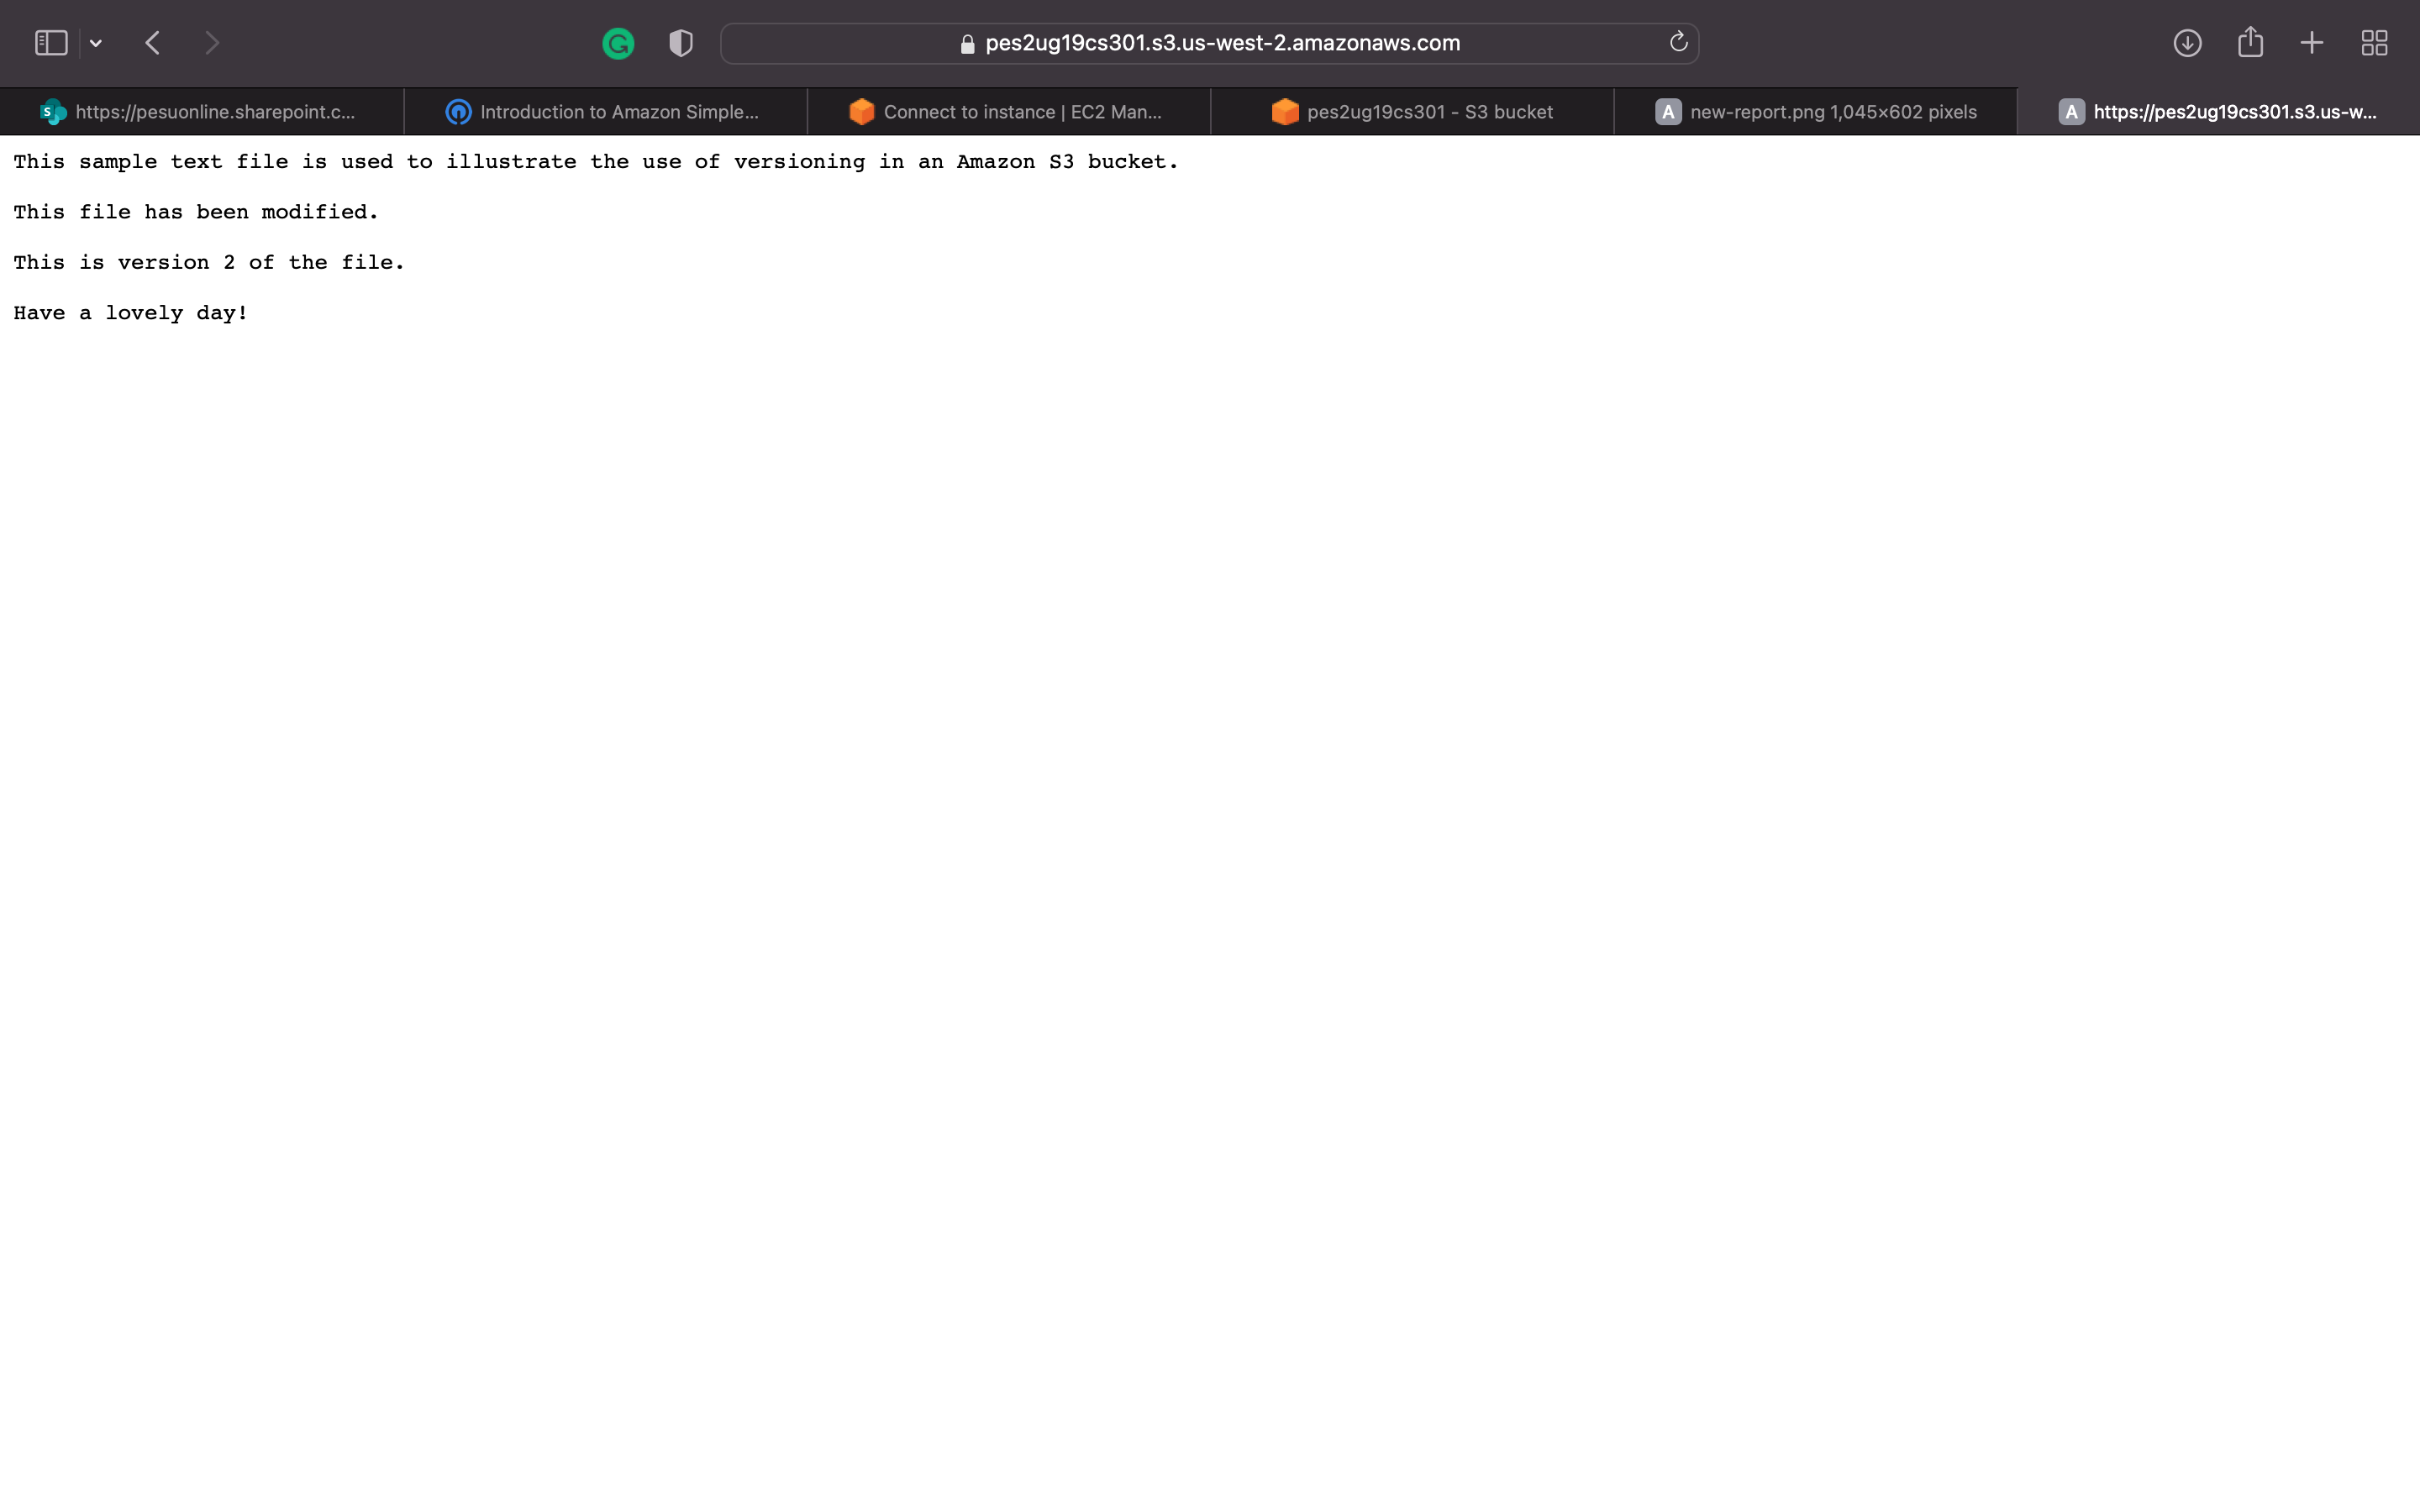 pes2ug19cs301.s3.us-west-2.amazonaws.com
https://pesuonline.sharepoint.c...
Introduction to Amazon Simple...
Connect to instance | EC2 Man...
pes2ug19cs301 - S3 bucket
A new-report.png 1,045×602 pixels
A https://pes2ug19cs301.s3.us-w...
This sample text file is used to illustrate the use of versioning in an Amazon S3 bucket.
This file has been modified.
This is version 2 of the file.
Have a lovely day!